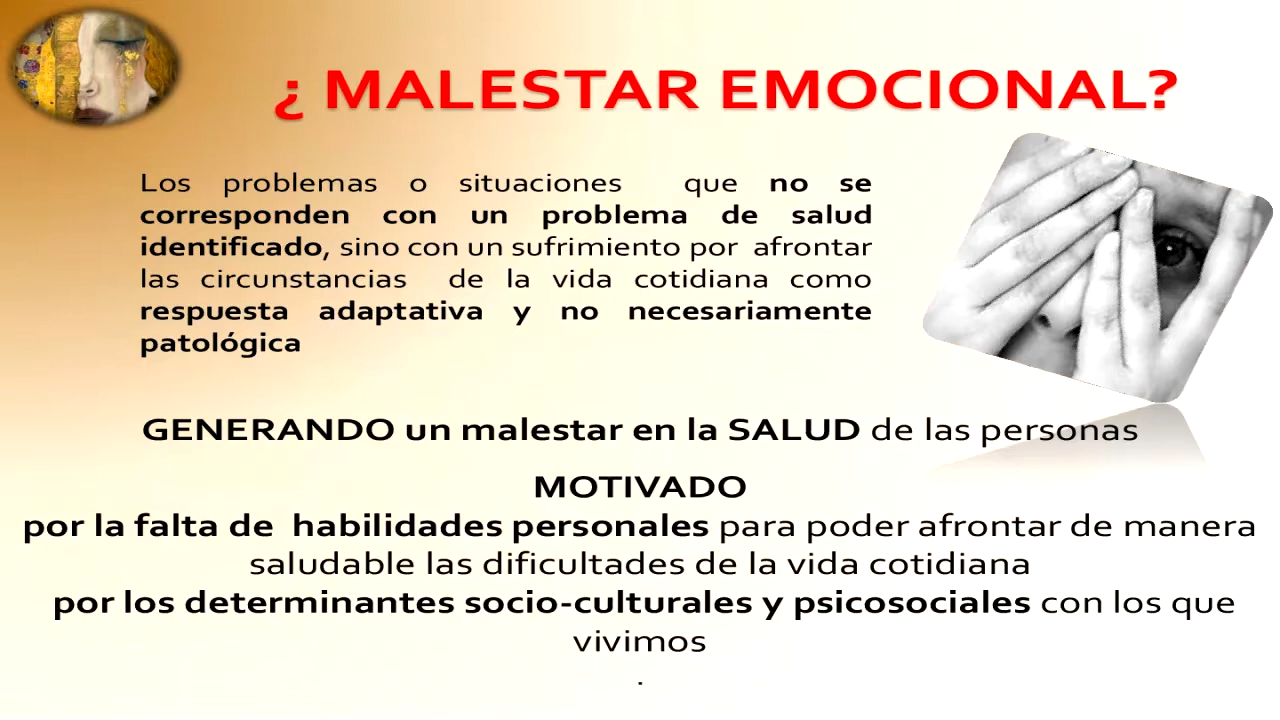 ¿ MALESTAR EMOCIONAL?
Los problemas o situaciones que no se
corresponden con un problema de salud
identificado, sino con un sufrimiento por afrontar
las circunstancias de la vida cotidiana como
respuesta adaptativa y no necesariamente
patológica
GENERANDO un malestar en la SALUD de las personas
MOTIVADO
por la falta de habilidades personales para poder afrontar de manera
saludable las dificultades de la vida cotidiana
por los determinantes socio-culturales y psicosociales con los que
vivimos
.